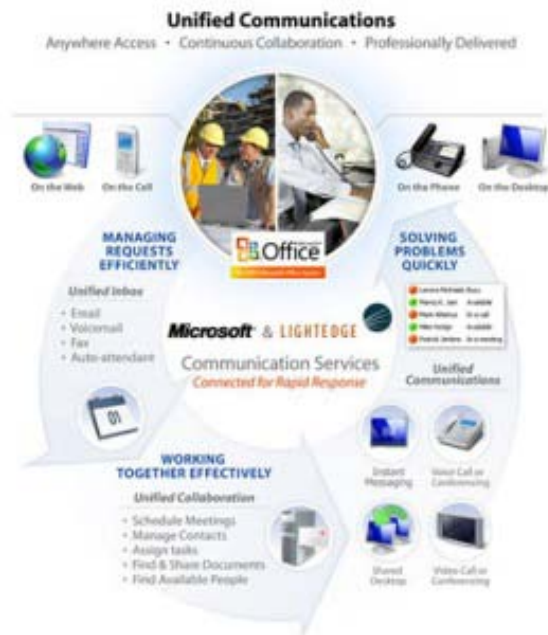 Unified Communications
Anywhere Access • Continuous Collaboration • Professionally Delivered
On the Web
On the Cell
On the Phone
On the Desktop
MANAGING
REQUESTS
EFFICIENTLY
Unified Inbox
• Email
• Voicemail
• Fax
• Auto-attendant
Office
SOLVING
PROBLEMS
QUICKLY
Available
In a call
Available
In a meeting
Microsoft & LIGHTEDGE
Communication Services
Connected for Rapid Response
Unified
Communications
Instant
Messaging
Voice Call or
Conferencing
Shared
Desktop
Video Call or
Conferencing
01
WORKING
TOGETHER EFFECTIVELY
Unified Collaboration
• Schedule Meetings
• Manage Contacts
• Assign tasks
• Find & Share Documents
• Find Available People